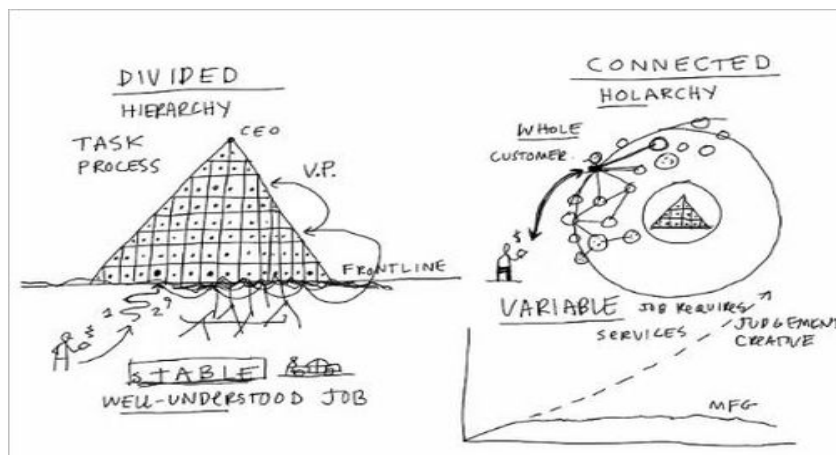 DIVIDED
HIERARCHY
TASK
PROCESS
CEO
V.P.
FRONTLINE
$
STABLE
WELL-UNDERSTOOD JOB
CONNECTED
HOLARCHY
WHOLE
CUSTOMER
$
VARIABLE
JOB REQUIRES
SERVICES
JUDGEMENT
CREATIVE
MFG